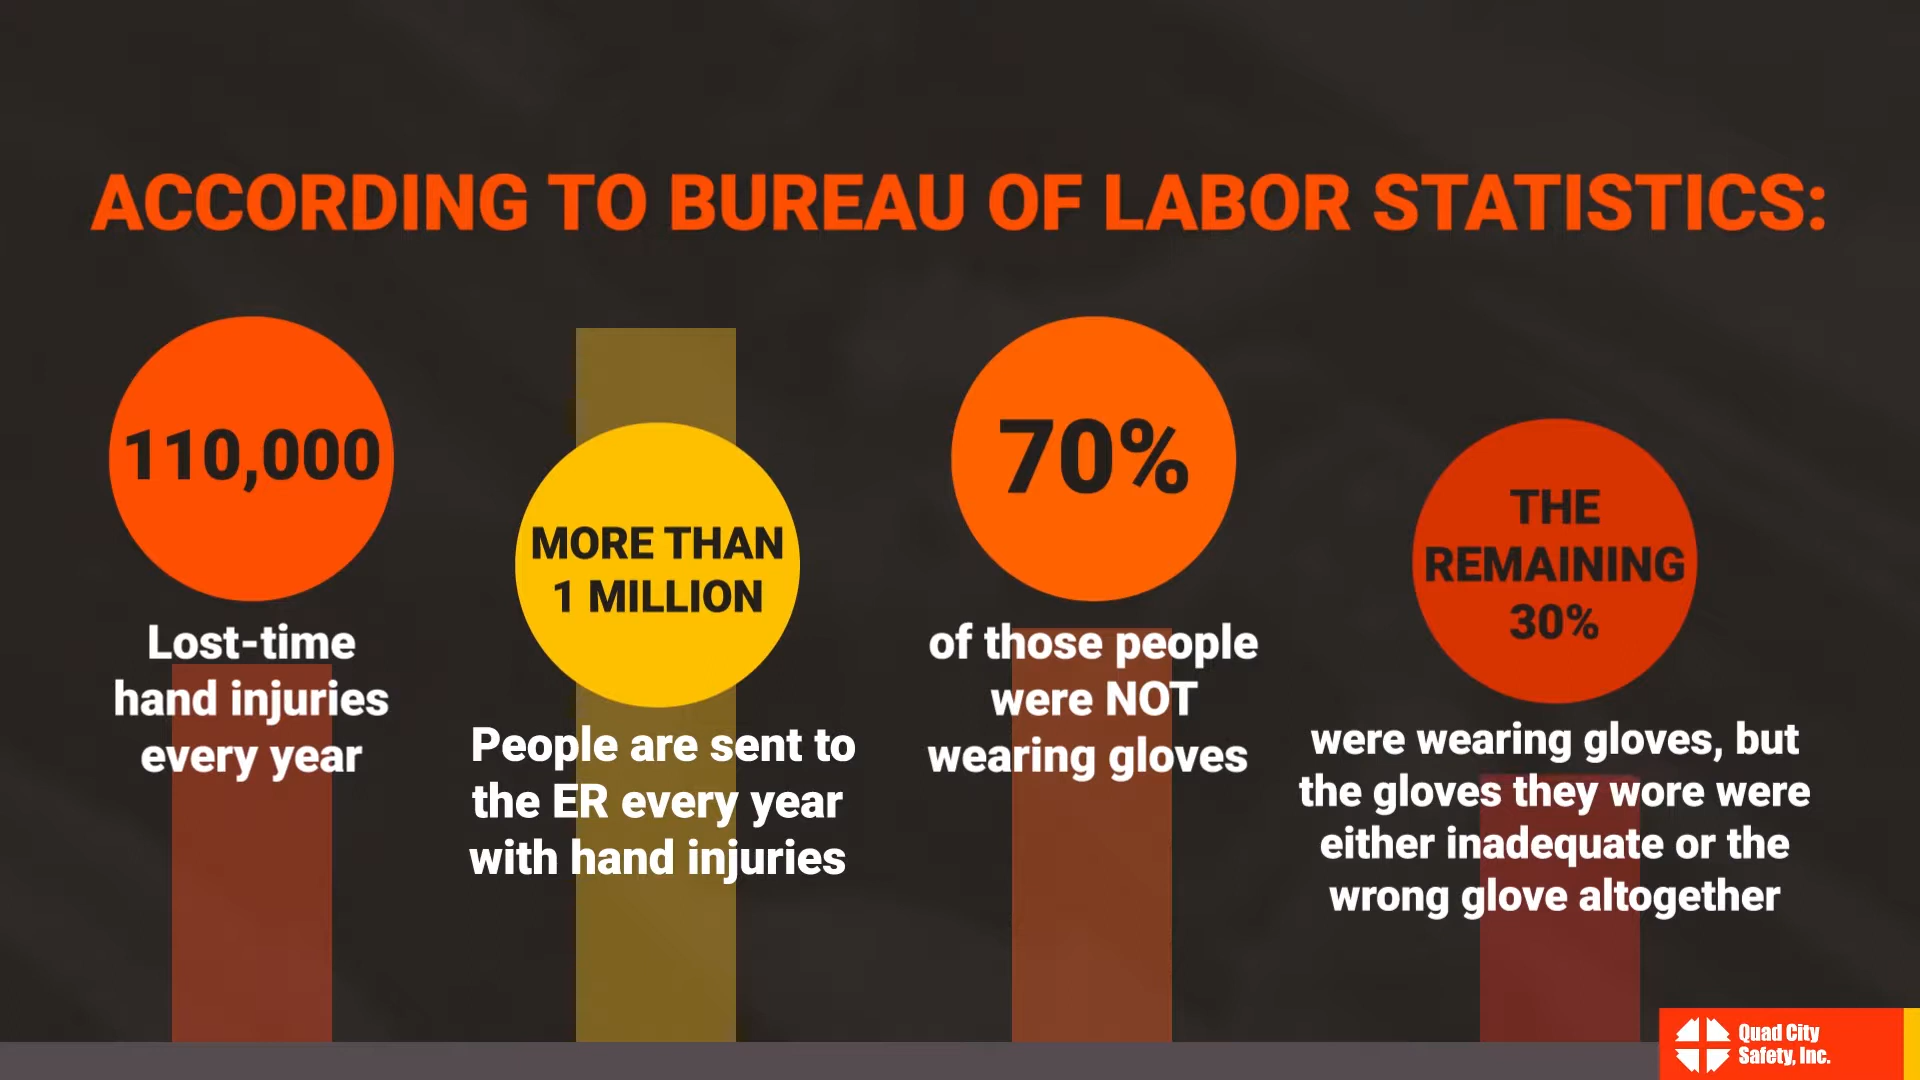 ACCORDING TO BUREAU OF LABOR STATISTICS:
110,000
Lost-time
hand injuries
every year
MORE THAN
1 MILLION
People are sent to
the ER every year
with hand injuries
70%
of those people
were NOT
wearing gloves
THE
REMAINING
30%
were wearing gloves, but
the gloves they wore were
either inadequate or the
wrong glove altogether
Quad City
Safety, Inc.